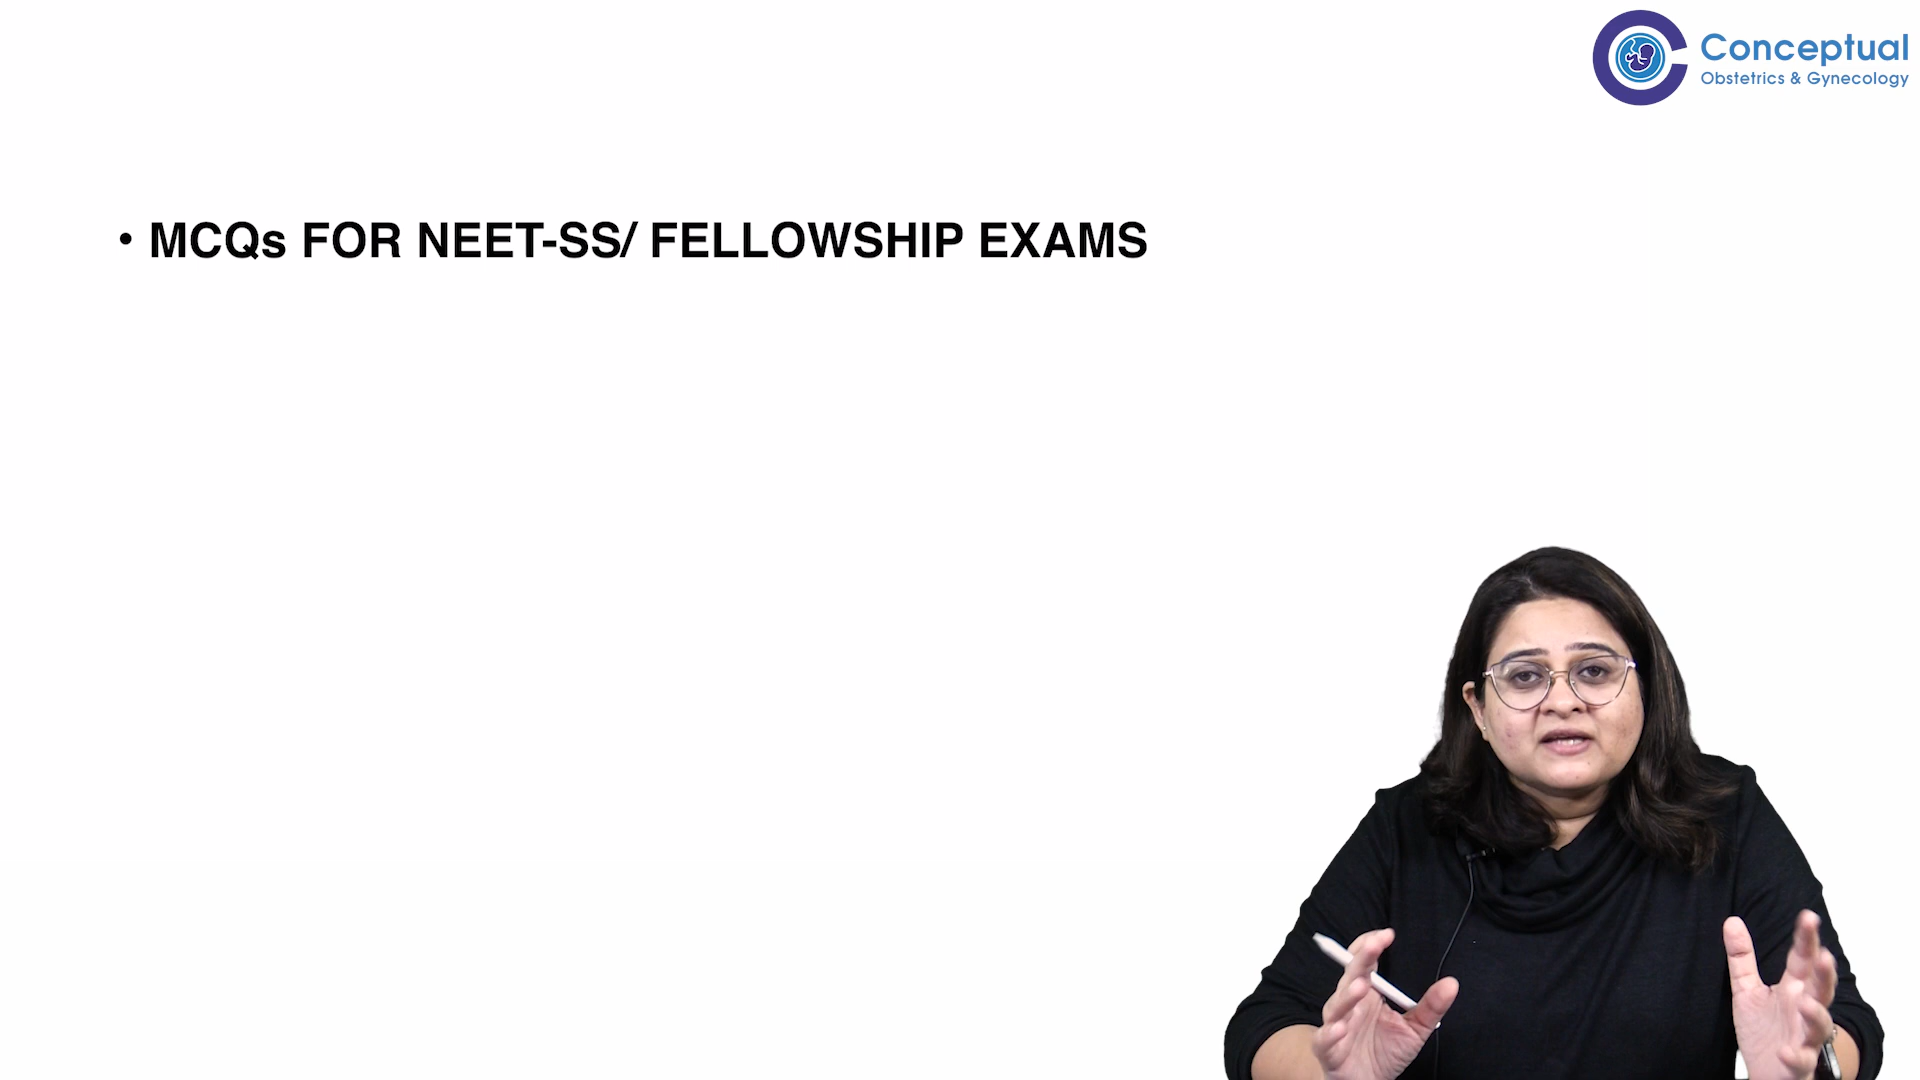 Conceptual
Obstetrics & Gynecology
• MCQs FOR NEET-SS/ FELLOWSHIP EXAMS